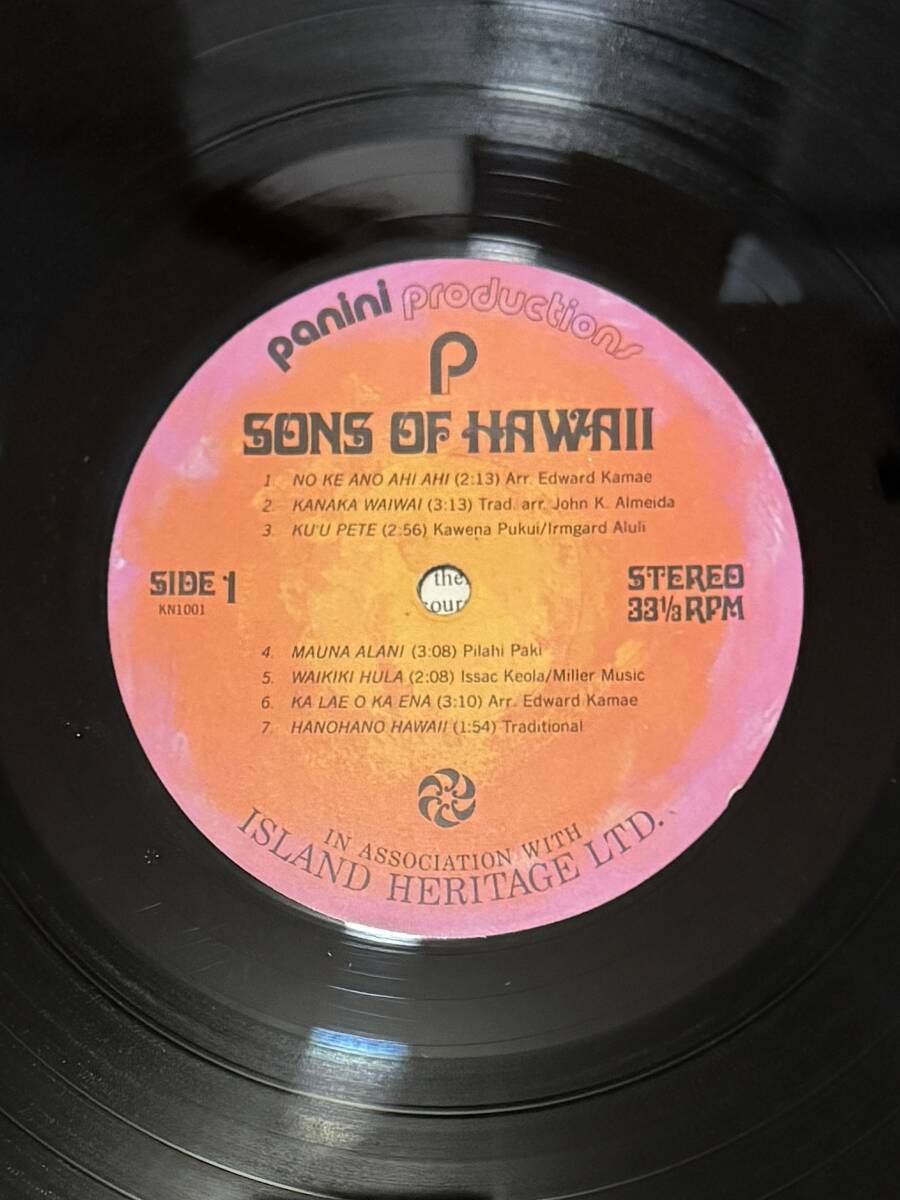 panini productions
P
SONS OF HAWAII
1. NO KE ANO AHI AHI (2:13) Arr. Edward Kamae
2. KANAKA WAIWAI (3:13) Trad. arr. John K. Almeida
3. KU'U PETE (2:56) Kawena Pukui/Irmgard Aluli
SIDE 1
KN1001
the
our
STEREO
33⅓ RPM
4. MAUNA ALANI (3:08) Pilahi Paki
5. WAIKIKI HULA (2:08) Issac Keola/Miller Music
6. KA LAE O KA ENA (3:10) Arr. Edward Kamae
7. HANOHANO HAWAII (1:54) Traditional
IN ASSOCIATION WITH
ISLAND HERITAGE LTD.